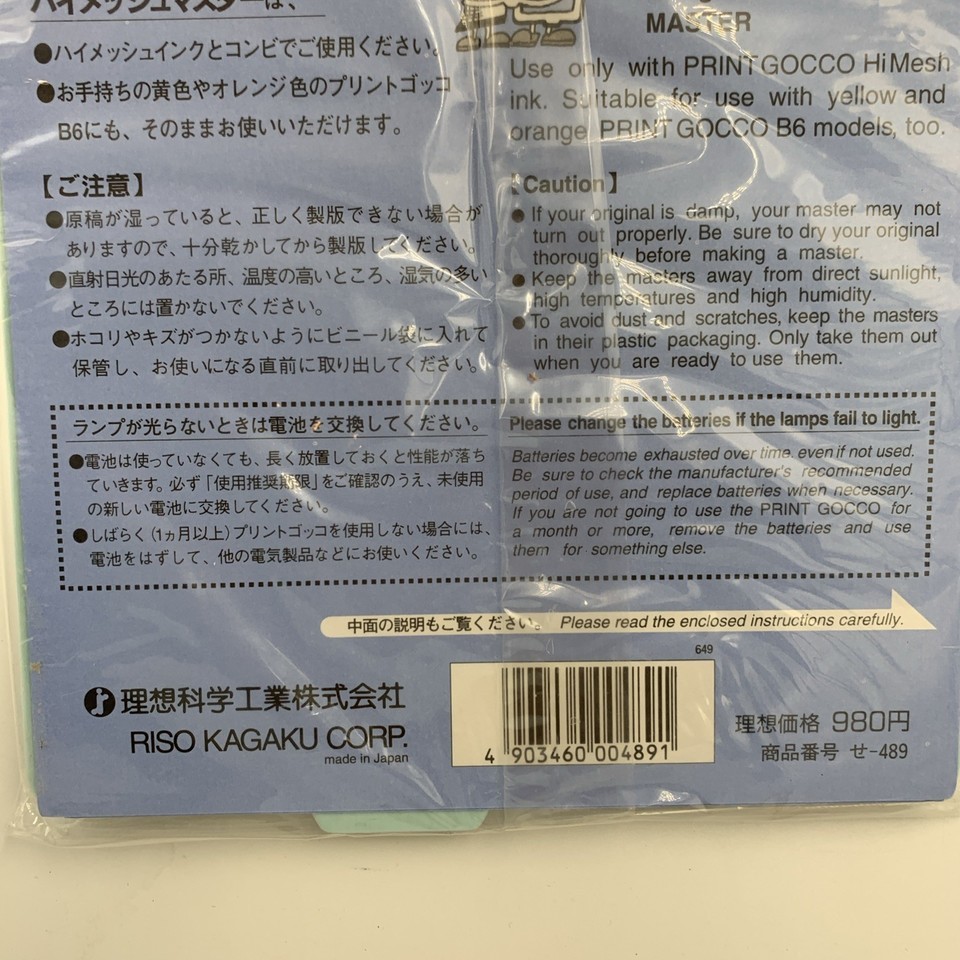 ハイメッシュマスターは、
●ハイメッシュインクとコンビでご使用ください。
●お手持ちの黄色やオレンジ色のプリントゴッコ
B6にも、そのままお使いいただけます。
【ご注意】
●原稿が湿っていると、正しく製版できない場合が
ありますので、十分乾かしてから製版してください。
●直射日光のあたる所、温度の高いところ、湿気の多い
ところには置かないでください。
●ホコリやキズがつかないようにビニール袋に入れて
保管し、お使いになる直前に取り出してください。
MASTER
Use only with PRINT GOCCO HiMesh
ink. Suitable for use with yellow and
orange PRINT GOCCO B6 models, too.
【Caution】
● If your original is damp, your master may not
turn out properly. Be sure to dry your original
thoroughly before making a master.
● Keep the masters away from direct sunlight,
high temperatures and high humidity.
● To avoid dust and scratches, keep the masters
in their plastic packaging. Only take them out
when you are ready to use them.
ランプが光らないときは電池を交換してください。
●電池は使っていなくても、長く放置しておくと性能が落ち
ていきます。必ず「使用推奨期限」をご確認のうえ、未使用
の新しい電池に交換してください。
●しばらく(1ヵ月以上)プリントゴッコを使用しない場合には、
電池をはずして、他の電気製品などにお使いください。
Please change the batteries if the lamps fail to light.
Batteries become exhausted over time, even if not used.
Be sure to check the manufacturer's recommended
period of use, and replace batteries when necessary.
If you are not going to use the PRINT GOCCO for
a month or more, remove the batteries and use
them for something else.
中面の説明もご覧ください。 Please read the enclosed instructions carefully.
649
理想科学工業株式会社
RISO KAGAKU CORP.
made in Japan
4 903460 004891
理想価格 980円
商品番号 せ-489